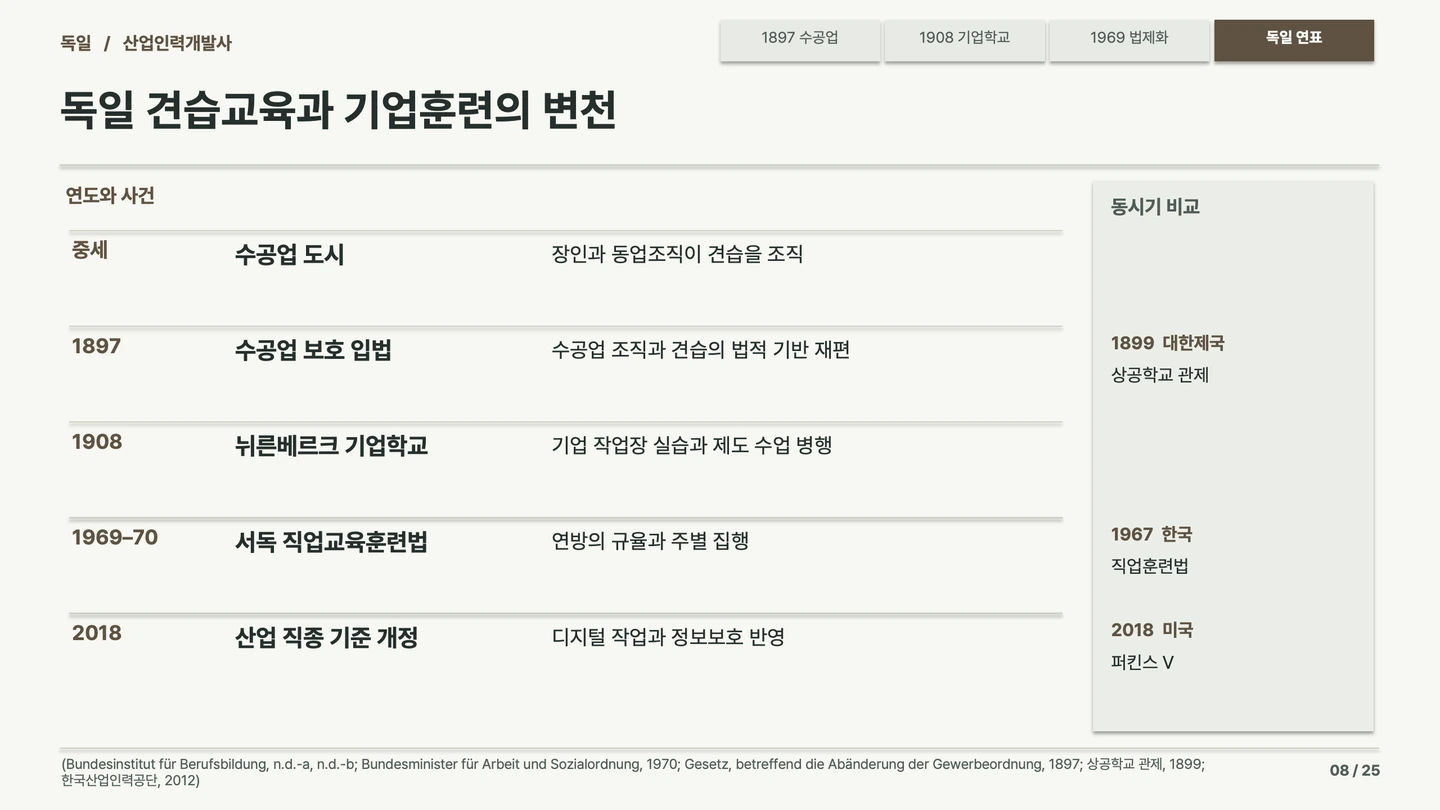 독일 / 산업인력개발사
1897 수공업
1908 기업학교
1969 법제화
독일 연표
독일 견습교육과 기업훈련의 변천
연도와 사건
중세 수공업 도시 장인과 동업조직이 견습을 조직
1897 수공업 보호 입법 수공업 조직과 견습의 법적 기반 재편
1908 뉘른베르크 기업학교 기업 작업장 실습과 제도 수업 병행
1969–70 서독 직업교육훈련법 연방의 규율과 주별 집행
2018 산업 직종 기준 개정 디지털 작업과 정보보호 반영
동시기 비교
1899 대한제국
상공학교 관제
1967 한국
직업훈련법
2018 미국
퍼킨스 V
(Bundesinstitut für Berufsbildung, n.d.-a, n.d.-b; Bundesminister für Arbeit und Sozialordnung, 1970; Gesetz, betreffend die Abänderung der Gewerbeordnung, 1897; 상공학교 관제, 1899;
한국산업인력공단, 2012)
08 / 25